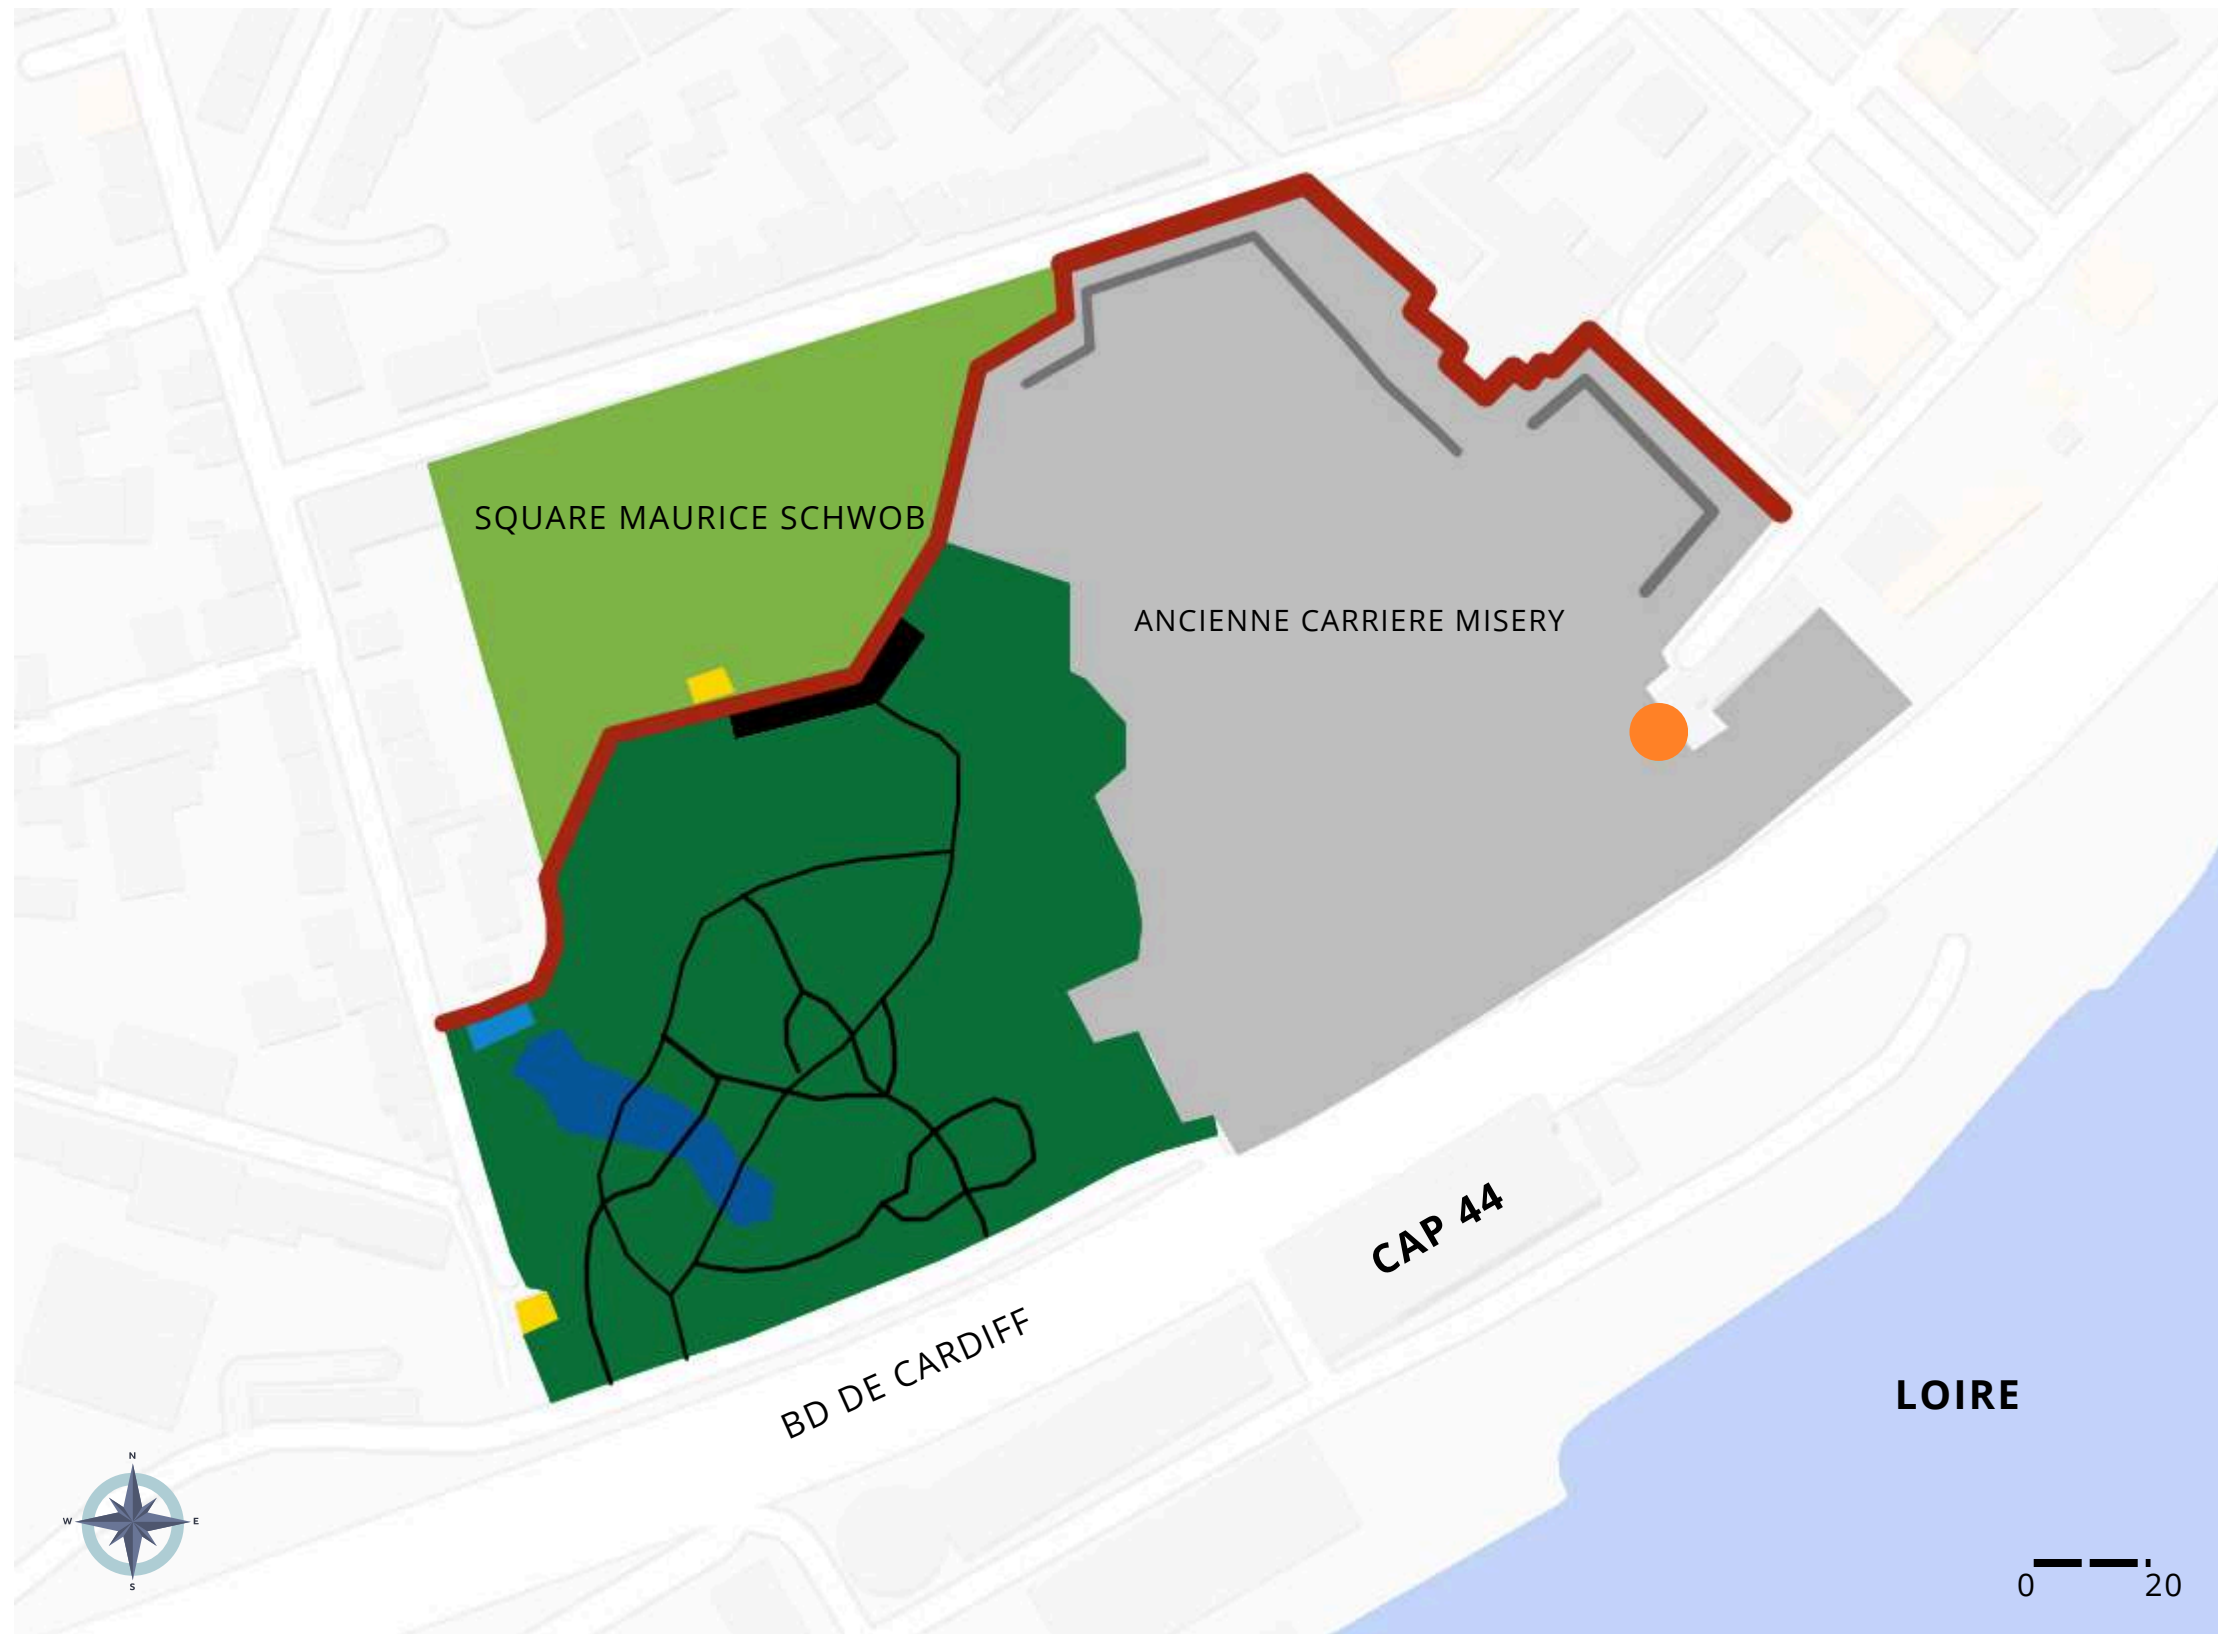 SQUARE MAURICE SCHWOB
ANCIENNE CARRIERE MISERY
CAP 44
BD DE CARDIFF
LOIRE
N
W E
S
0 20